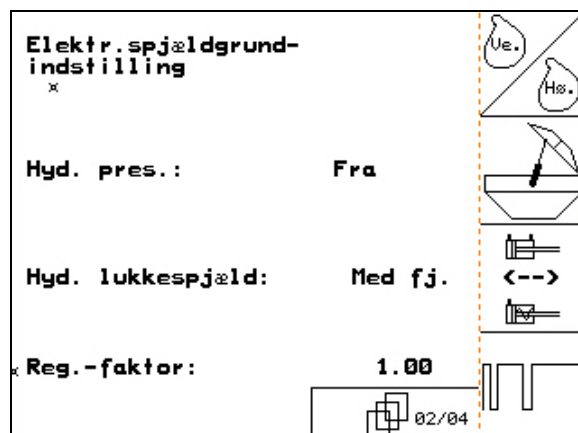 Elektr.spjældgrund-
indstilling
Hyd. pres.: Fra
Hyd. lukkespjæld: Med fj.
Reg.-faktor: 1.00
02/04
Ve.
Hø.
<-->